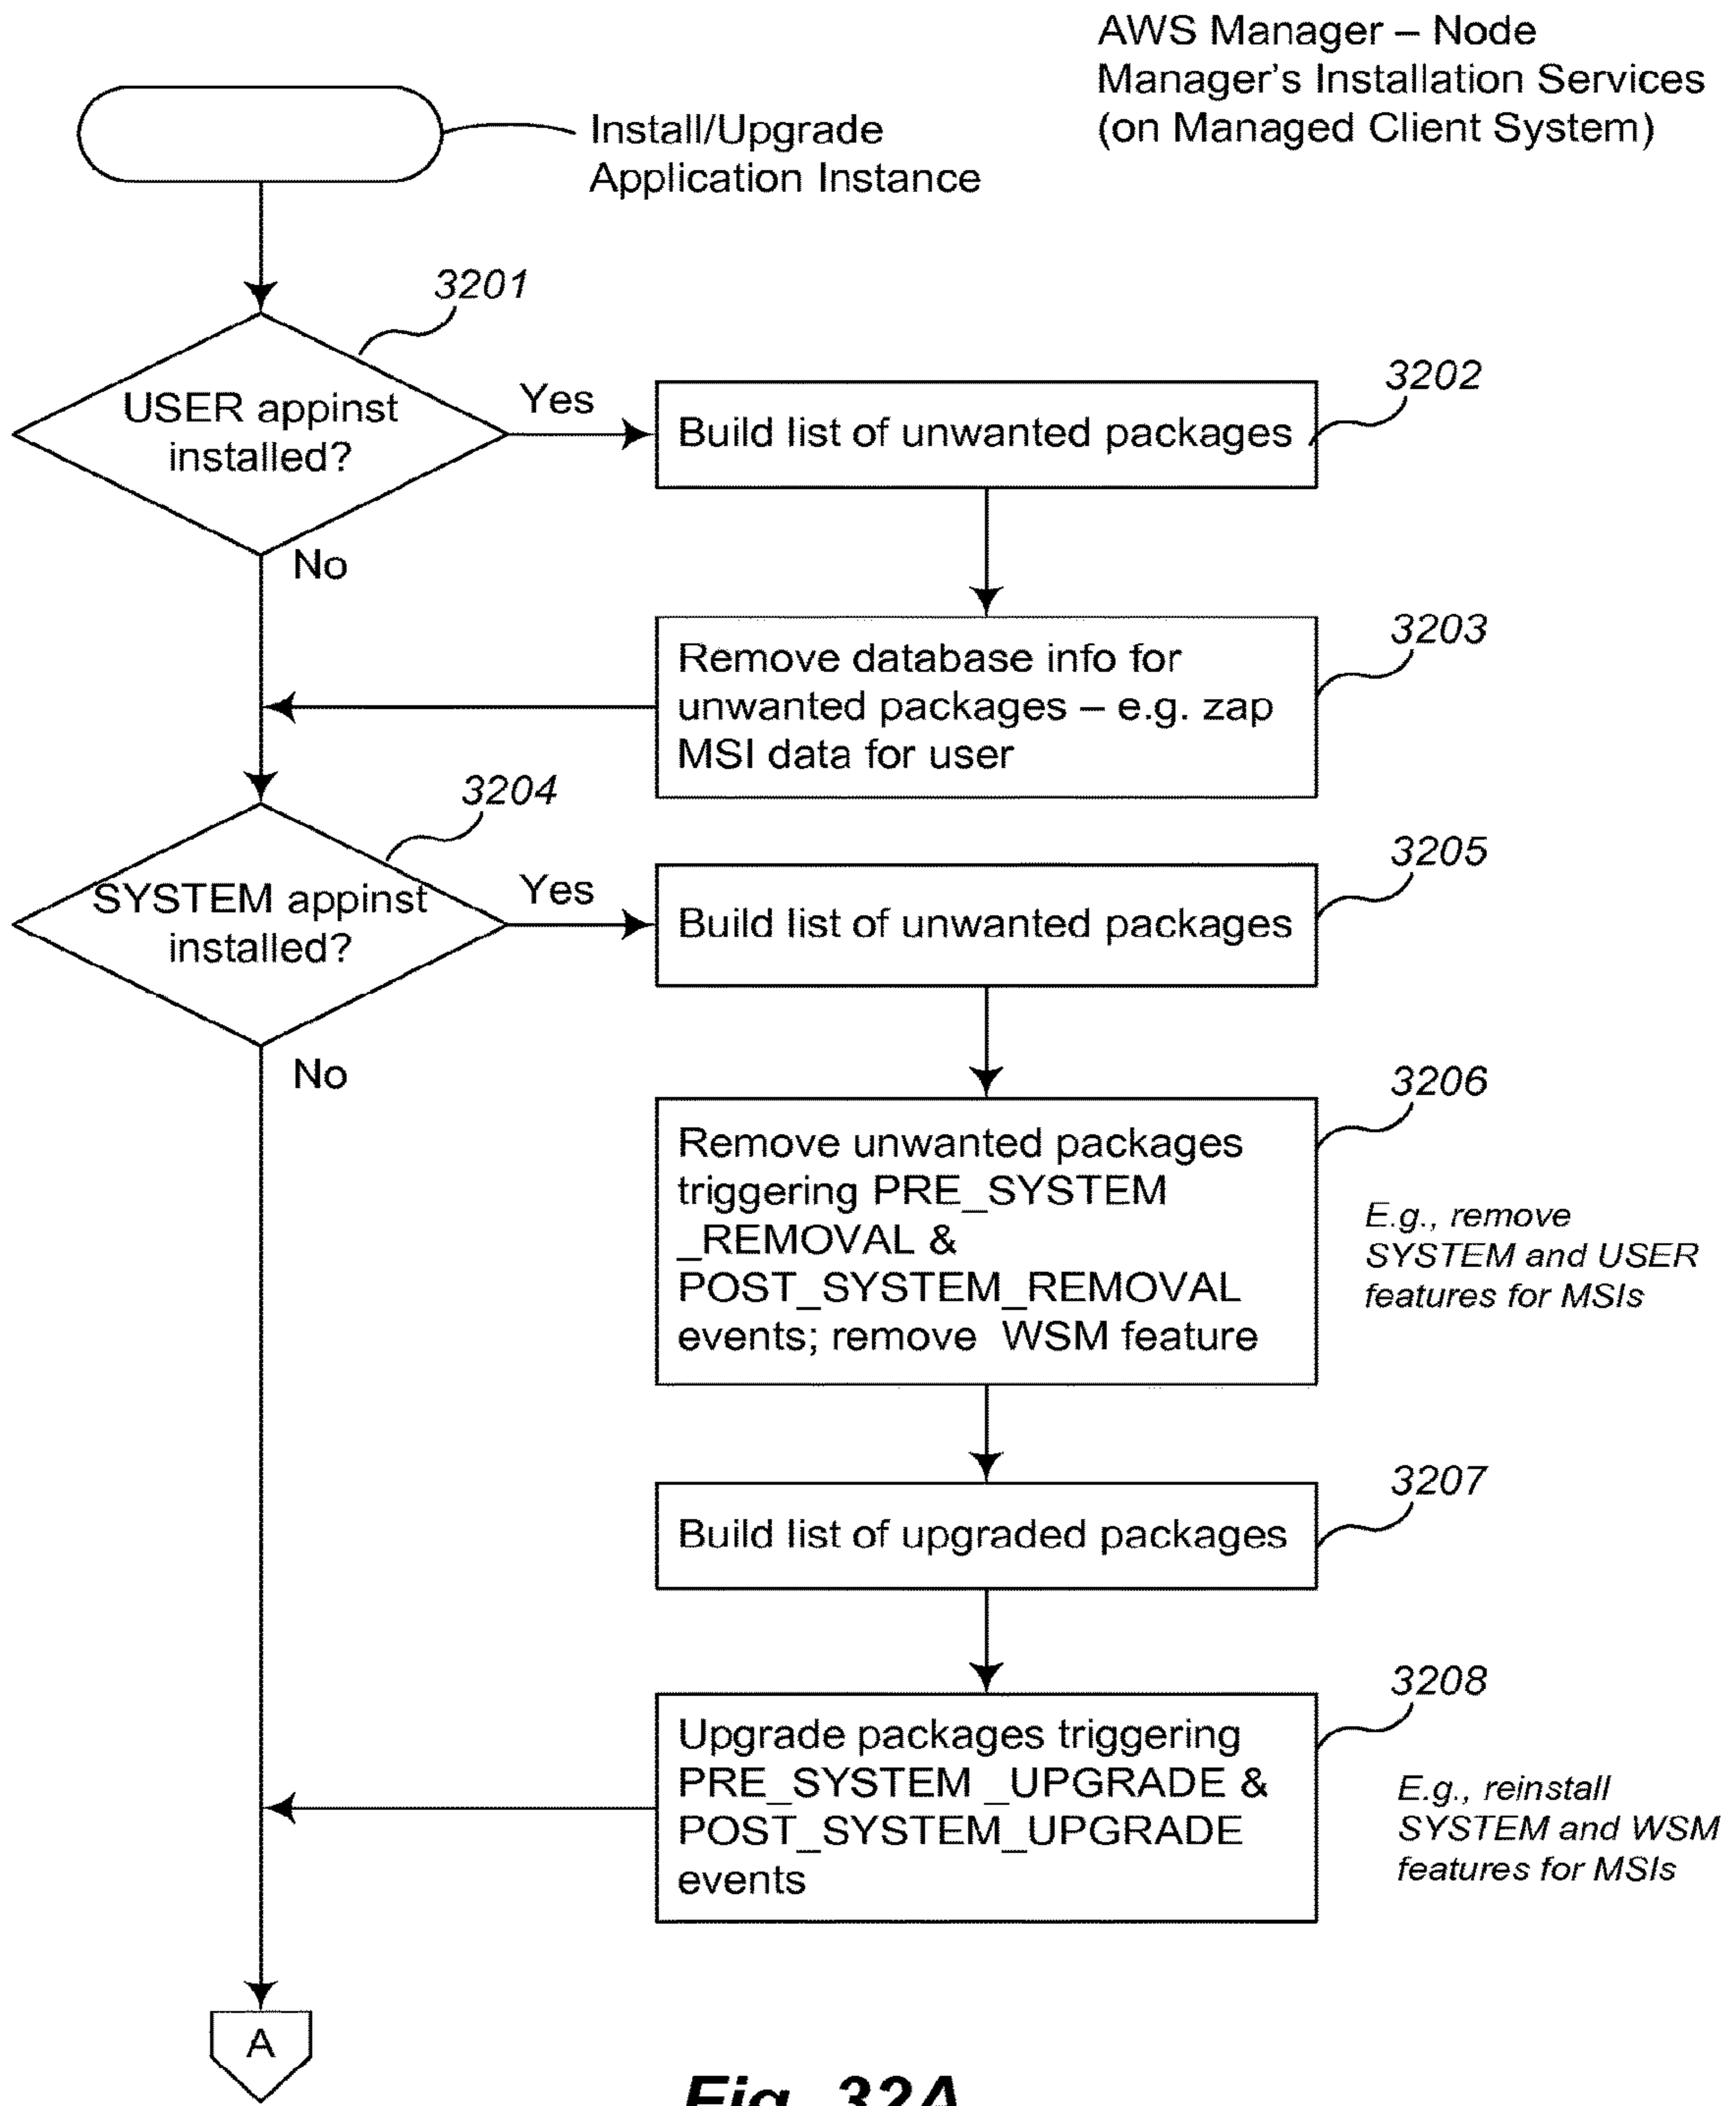 AWS Manager – Node
Manager's Installation Services
(on Managed Client System)
Install/Upgrade
Application Instance
3201
USER appinst
installed?
Yes
No
3202
Build list of unwanted packages
3203
Remove database info for
unwanted packages – e.g. zap
MSI data for user
3204
SYSTEM appinst
installed?
Yes
No
3205
Build list of unwanted packages
3206
Remove unwanted packages
triggering PRE_SYSTEM
_REMOVAL &
POST_SYSTEM_REMOVAL
events; remove WSM feature
E.g., remove
SYSTEM and USER
features for MSIs
3207
Build list of upgraded packages
3208
Upgrade packages triggering
PRE_SYSTEM _UPGRADE &
POST_SYSTEM_UPGRADE
events
E.g., reinstall
SYSTEM and WSM
features for MSIs
A
Fig. 32A